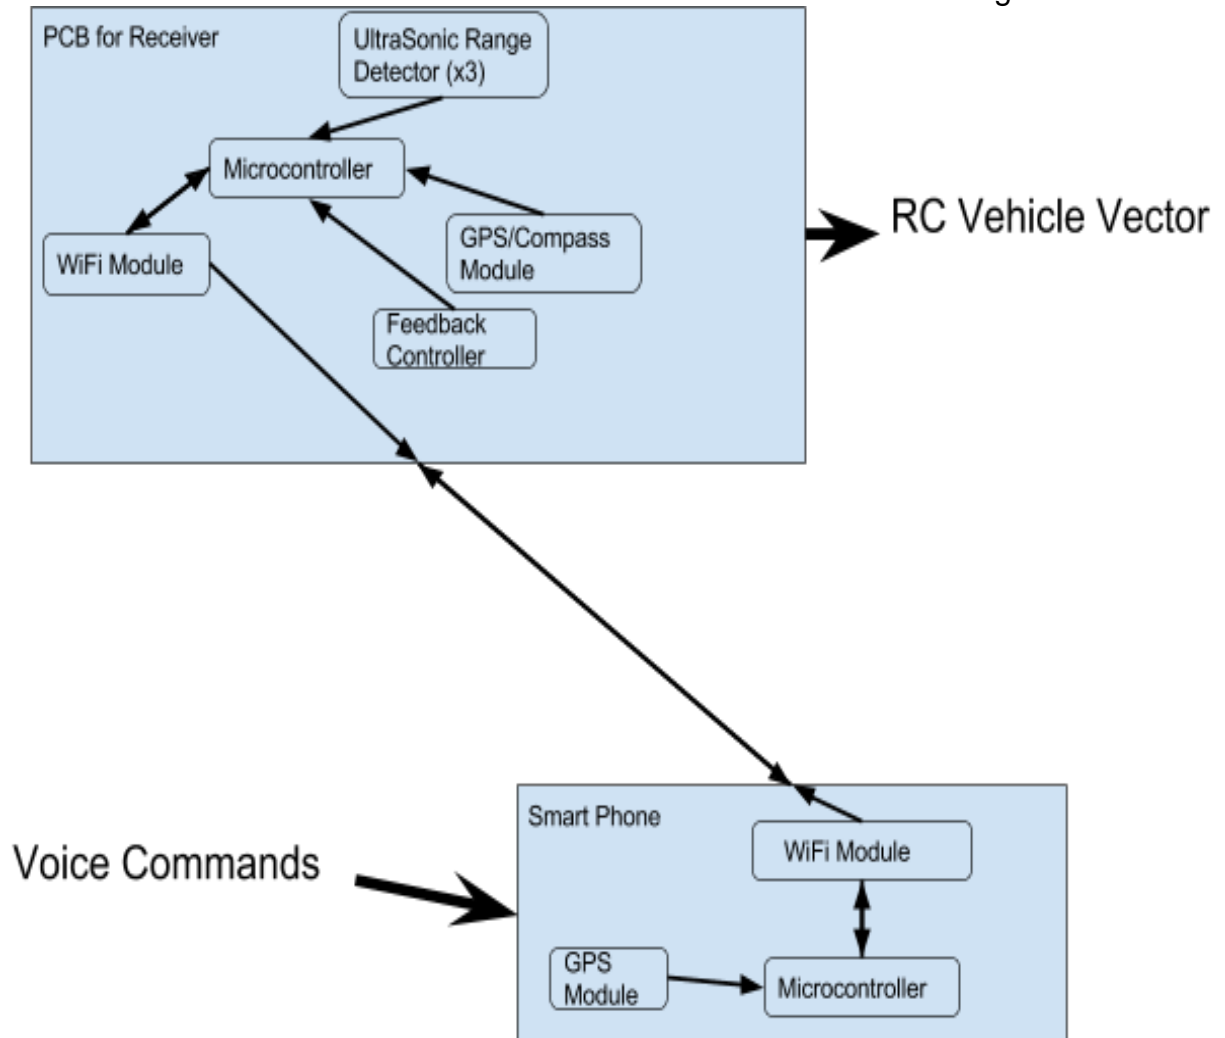 PCB for Receiver
UltraSonic Range
Detector (x3)
Microcontroller
RC Vehicle Vector
GPS/Compass
Module
WiFi Module
Feedback
Controller
Smart Phone
WiFi Module
Voice Commands
GPS
Module
Microcontroller